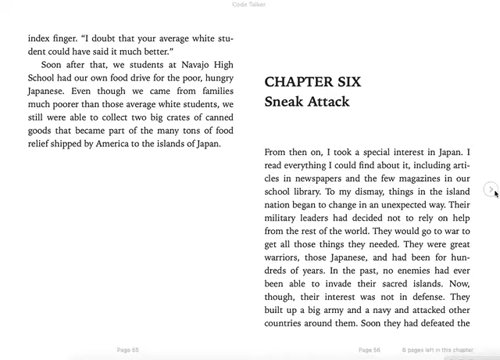 Code Talker
index finger. “I doubt that your average white stu-
dent could have said it much better.”
Soon after that, we students at Navajo High
School had our own food drive for the poor, hungry
Japanese. Even though we came from families
much poorer than those average white students, we
still were able to collect two big crates of canned
goods that became part of the many tons of food
relief shipped by America to the islands of Japan.
Page 65
CHAPTER SIX
Sneak Attack
From then on, I took a special interest in Japan. I
read everything I could find about it, including arti-
cles in newspapers and the few magazines in our
school library. To my dismay, things in the island
nation began to change in an unexpected way. Their
military leaders had decided not to rely on help
from the rest of the world. They would go to war to
get all those things they needed. They were great
warriors, those Japanese, and had been for hun-
dreds of years. In the past, no enemies had ever
been able to invade their sacred islands. Now,
though, their interest was not in defense. They
built up a big army and a navy and attacked other
countries around them. Soon they had defeated the
Page 66
6 pages left in this chapter